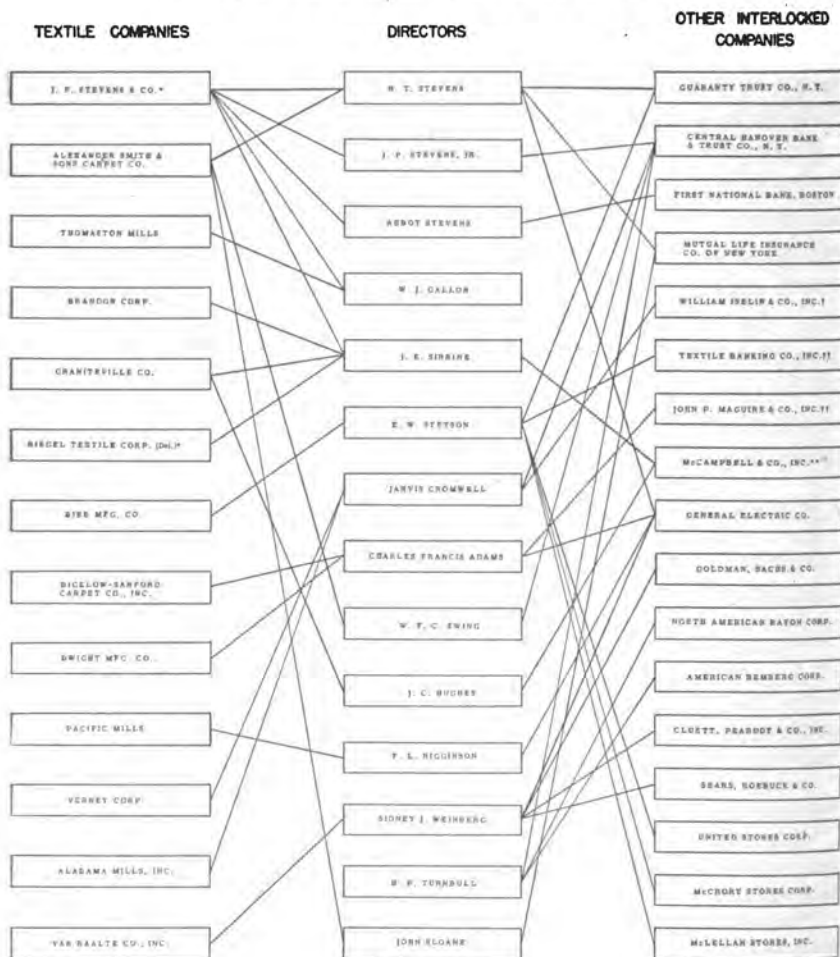 TEXTILE COMPANIES
J. P. STEVENS & CO.*
ALEXANDER SMITH &
SONS CARPET CO.
THOMASTON MILLS
BRANDON CORP.
GRANITEVILLE CO.
RIEGEL TEXTILE CORP. (Del.)*
BIBB MFG. CO.
BIGELOW-SANFORD
CARPET CO., INC.
DWIGHT MFG. CO.
PACIFIC MILLS
VERNEY CORP.
ALABAMA MILLS, INC.
VAN RAALTE CO., INC.
DIRECTORS
STEVENS
J. P. STEVENS, JR.
ABBOT STEVENS
W. J. GALLON
J. E. SIRRINE
E. W. STETSON
JARVIS CROMWELL
CHARLES FRANCIS ADAMS
W. F. C. EWING
J. C. HUGHES
F. L. HIGGINSON
SIDNEY J. WEINBERG
TURNBULL
JOHN SLOANE
OTHER INTERLOCKED
COMPANIES
GUARANTY TRUST CO., N.Y.
CENTRAL HANOVER BANK
& TRUST CO., N.Y.
FIRST NATIONAL BANK, BOSTON
MUTUAL LIFE INSURANCE
CO. OF NEW YORK
WILLIAM ISELIN & CO., INC.†
TEXTILE BANKING CO., INC.††
JOHN P. MAGUIRE & CO., INC.††
McCAMPBELL & CO., INC.**
GENERAL ELECTRIC CO.
GOLDMAN, SACHS & CO.
NORTH AMERICAN RAYON CORP.
AMERICAN BEMBERG CORP.
CLUETT, PEABODY & CO., INC.
SEARS, ROEBUCK & CO.
UNITED STORES CORP.
McCRORY STORES CORP.
McLELLAN STORES, INC.